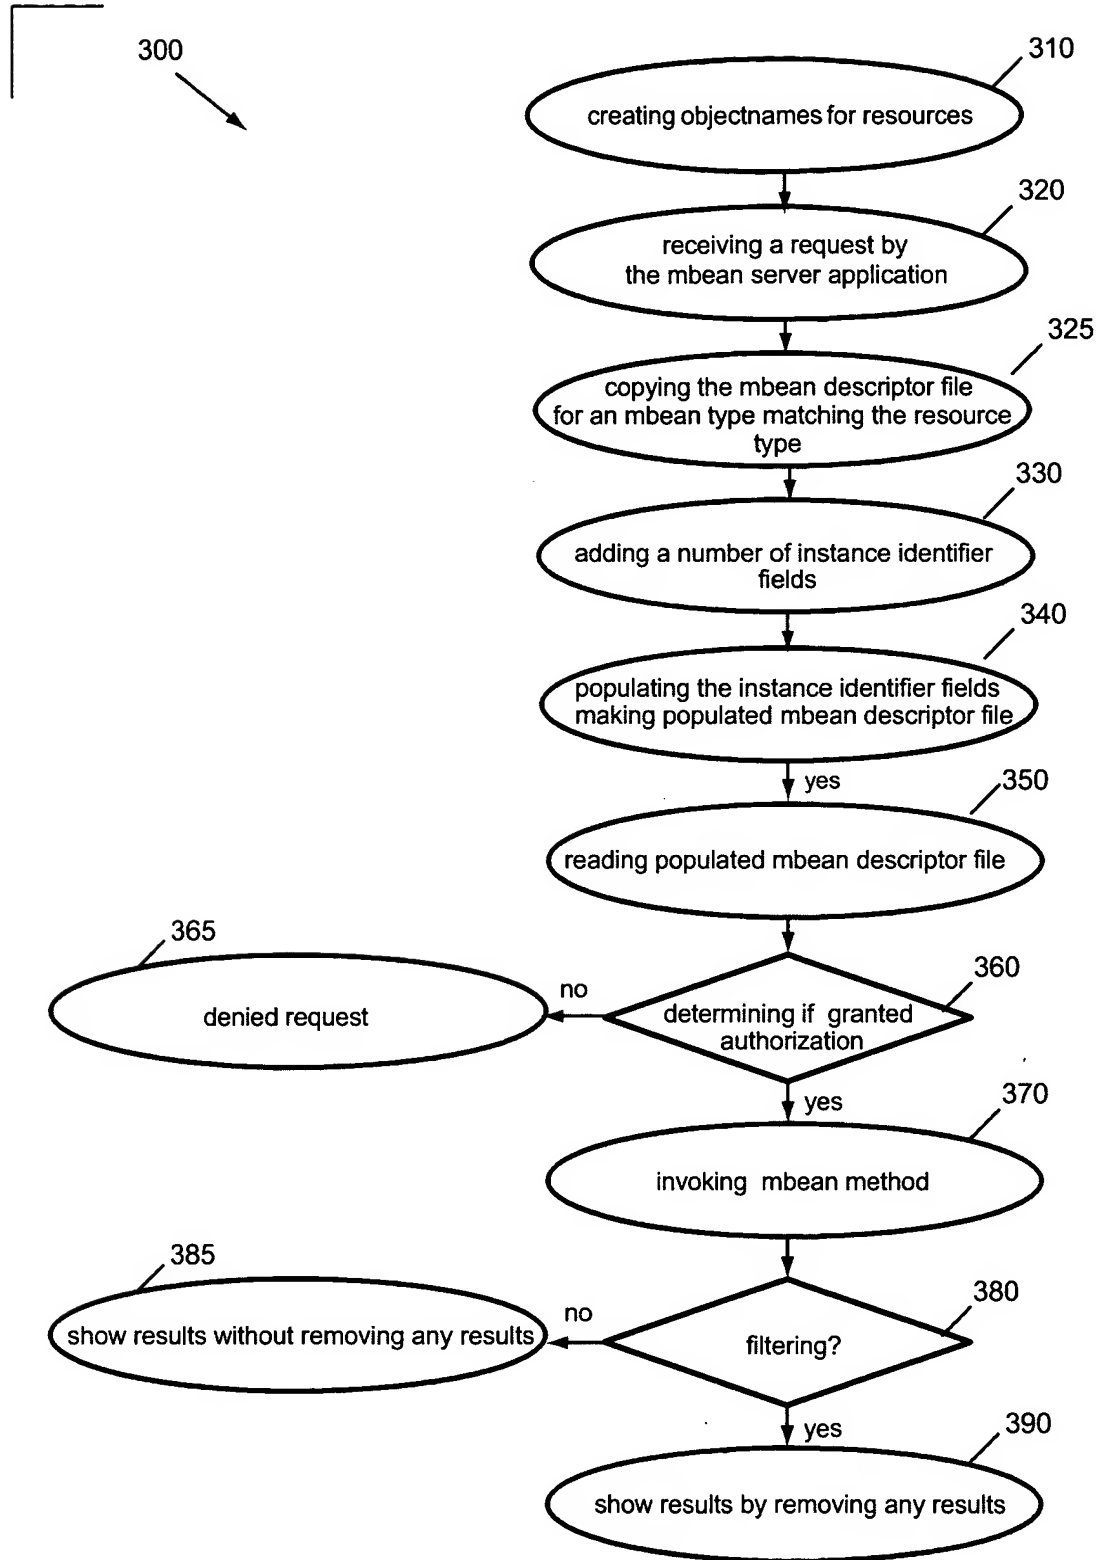 300
310
creating objectnames for resources
320
receiving a request by
the mbean server application
325
copying the mbean descriptor file
for an mbean type matching the resource
type
330
adding a number of instance identifier
fields
340
populating the instance identifier fields
making populated mbean descriptor file
yes
350
reading populated mbean descriptor file
365
denied request
no
360
determining if granted
authorization
yes
370
invoking mbean method
385
show results without removing any results
no
380
filtering?
yes
390
show results by removing any results